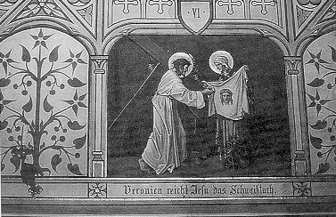 · VI ·
Veronica reicht Jesu das Schweißtuch.